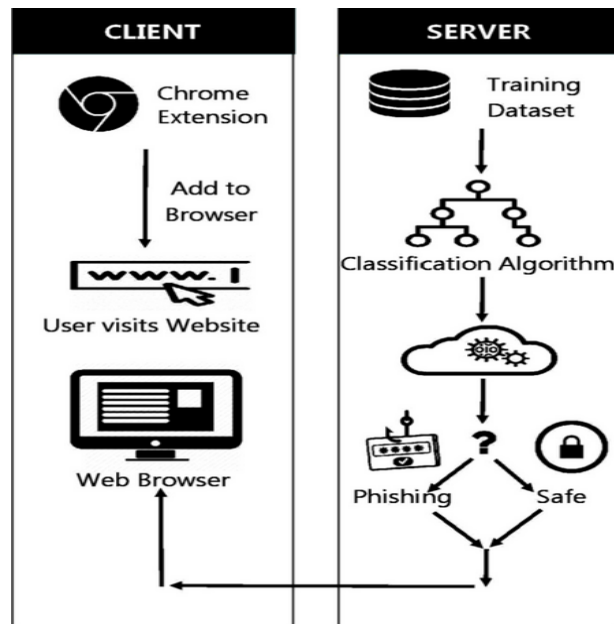 CLIENT
Chrome
Extension
Add to
Browser
www.
User visits Website
Web Browser
SERVER
Training
Dataset
Classification Algorithm
?
Phishing
Safe